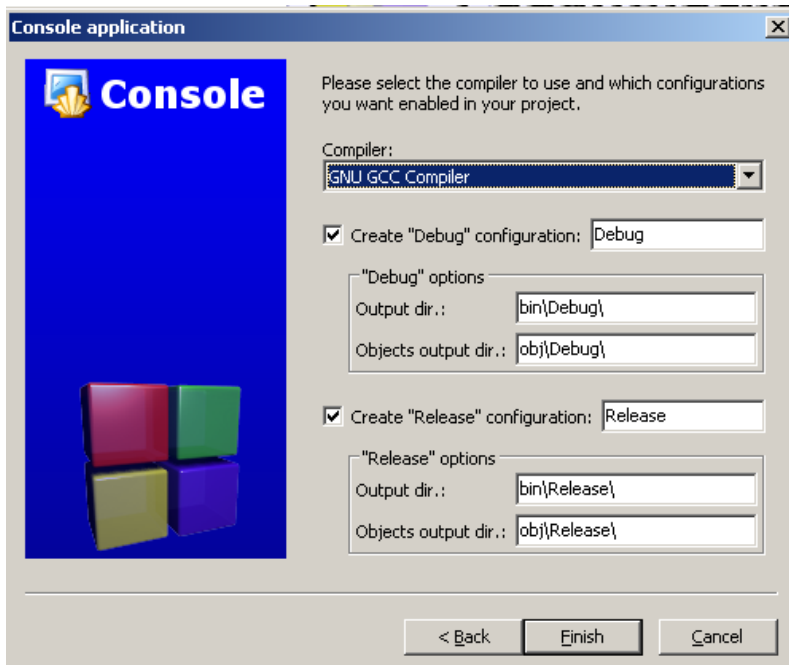 Console application
Console
Please select the compiler to use and which configurations
you want enabled in your project.
Compiler:
GNU GCC Compiler
Create "Debug" configuration: Debug
"Debug" options
Output dir.: bin\Debug\
Objects output dir.: obj\Debug\
Create "Release" configuration: Release
"Release" options
Output dir.: bin\Release\
Objects output dir.: obj\Release\
< Back Finish Cancel